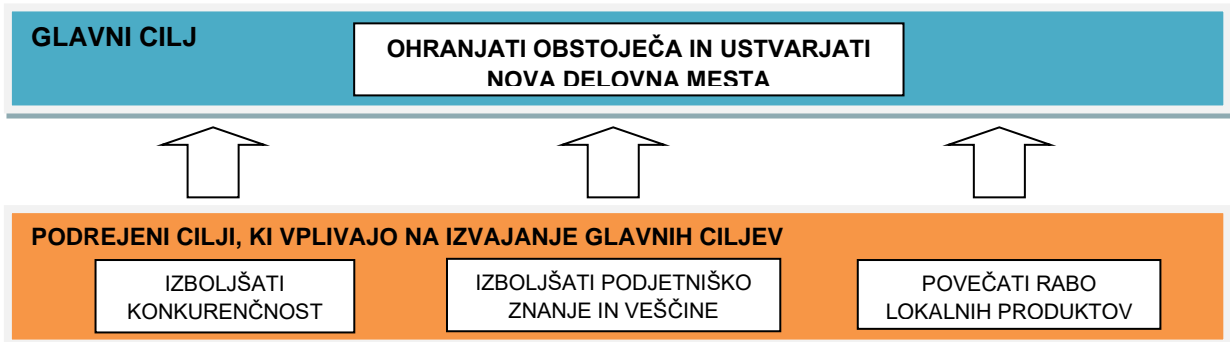 GLAVNI CILJ
OHRANJATI OBSTOJEČA IN USTVARJATI
NOVA DELOVNA MESTA
PODREJENI CILJI, KI VPLIVAJO NA IZVAJANJE GLAVNIH CILJEV
IZBOLJŠATI
KONKURENČNOST
IZBOLJŠATI PODJETNIŠKO
ZNANJE IN VEŠČINE
POVEČATI RABO
LOKALNIH PRODUKTOV